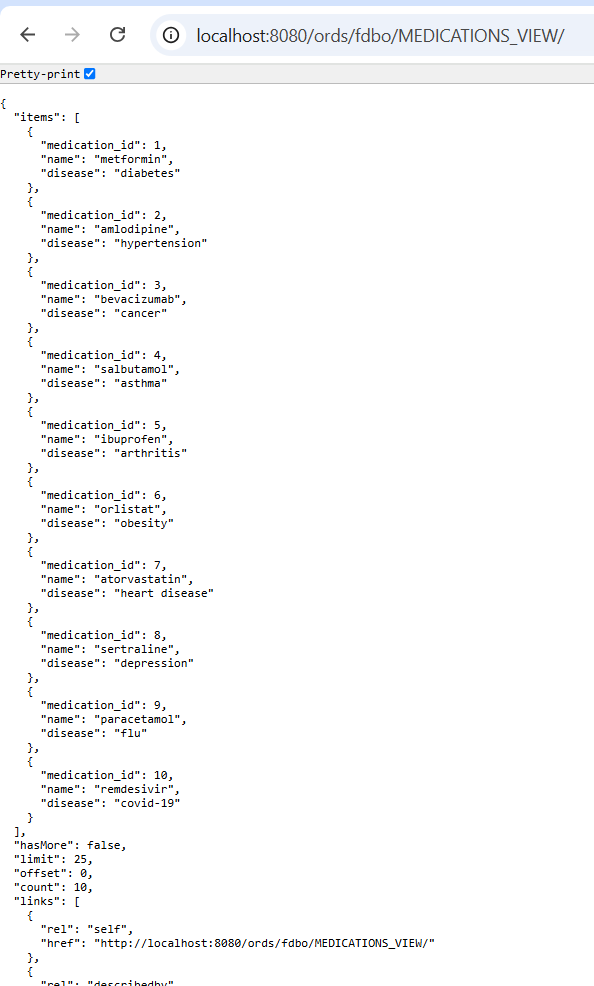 localhost:8080/ords/fdbo/MEDICATIONS_VIEW/
Pretty-print
{
  "items": [
    {
      "medication_id": 1,
      "name": "metformin",
      "disease": "diabetes"
    },
    {
      "medication_id": 2,
      "name": "amlodipine",
      "disease": "hypertension"
    },
    {
      "medication_id": 3,
      "name": "bevacizumab",
      "disease": "cancer"
    },
    {
      "medication_id": 4,
      "name": "salbutamol",
      "disease": "asthma"
    },
    {
      "medication_id": 5,
      "name": "ibuprofen",
      "disease": "arthritis"
    },
    {
      "medication_id": 6,
      "name": "orlistat",
      "disease": "obesity"
    },
    {
      "medication_id": 7,
      "name": "atorvastatin",
      "disease": "heart disease"
    },
    {
      "medication_id": 8,
      "name": "sertraline",
      "disease": "depression"
    },
    {
      "medication_id": 9,
      "name": "paracetamol",
      "disease": "flu"
    },
    {
      "medication_id": 10,
      "name": "remdesivir",
      "disease": "covid-19"
    }
  ],
  "hasMore": false,
  "limit": 25,
  "offset": 0,
  "count": 10,
  "links": [
    {
      "rel": "self",
      "href": "http://localhost:8080/ords/fdbo/MEDICATIONS_VIEW/"
    },
    {
      "rel": "describedby",